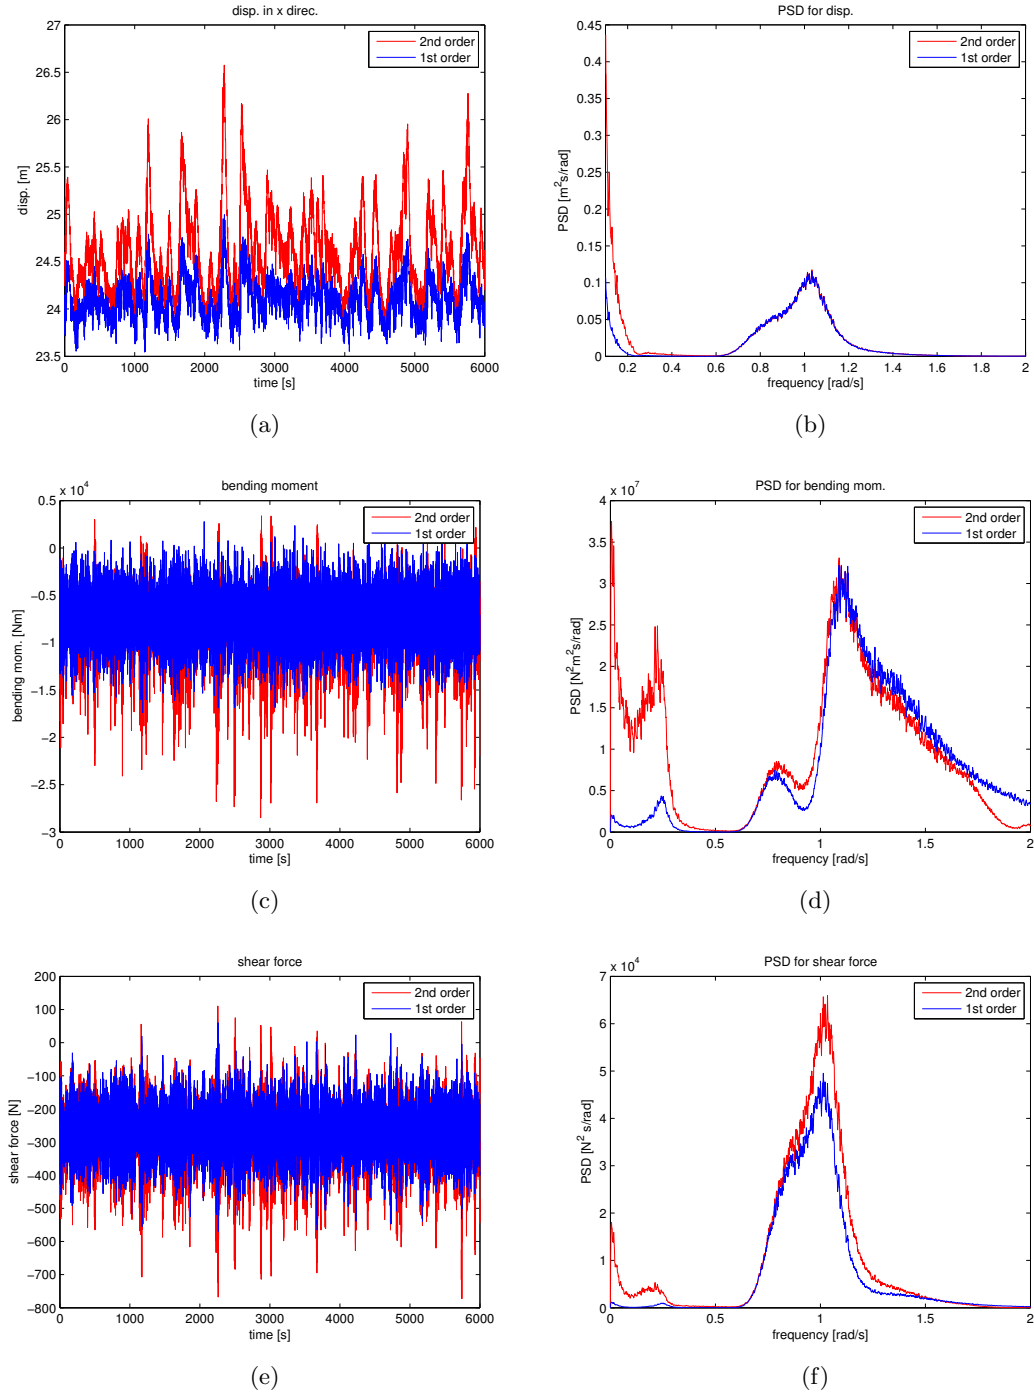 disp. in x direc.
27
26.5
26
25.5
25
24.5
24
23.5
disp. [m]
2nd order
1st order
0 1000 2000 3000 4000 5000 6000
time [s]
(a)
PSD for disp.
0.45
0.4
0.35
0.3
0.25
0.2
0.15
0.1
0.05
0
PSD [m²s/rad]
2nd order
1st order
0.2 0.4 0.6 0.8 1 1.2 1.4 1.6 1.8 2
frequency [rad/s]
(b)
bending moment
x 10⁴
0.5
0
−0.5
−1
−1.5
−2
−2.5
−3
bending mom. [Nm]
2nd order
1st order
0 1000 2000 3000 4000 5000 6000
time [s]
(c)
PSD for bending mom.
x 10⁷
4
3.5
3
2.5
2
1.5
1
0.5
0
PSD [N²m²s/rad]
2nd order
1st order
0 0.5 1 1.5 2
frequency [rad/s]
(d)
shear force
200
100
0
−100
−200
−300
−400
−500
−600
−700
−800
shear force [N]
2nd order
1st order
0 1000 2000 3000 4000 5000 6000
time [s]
(e)
PSD for shear force
x 10⁴
7
6
5
4
3
2
1
0
PSD [N² s/rad]
2nd order
1st order
0 0.5 1 1.5 2
frequency [rad/s]
(f)